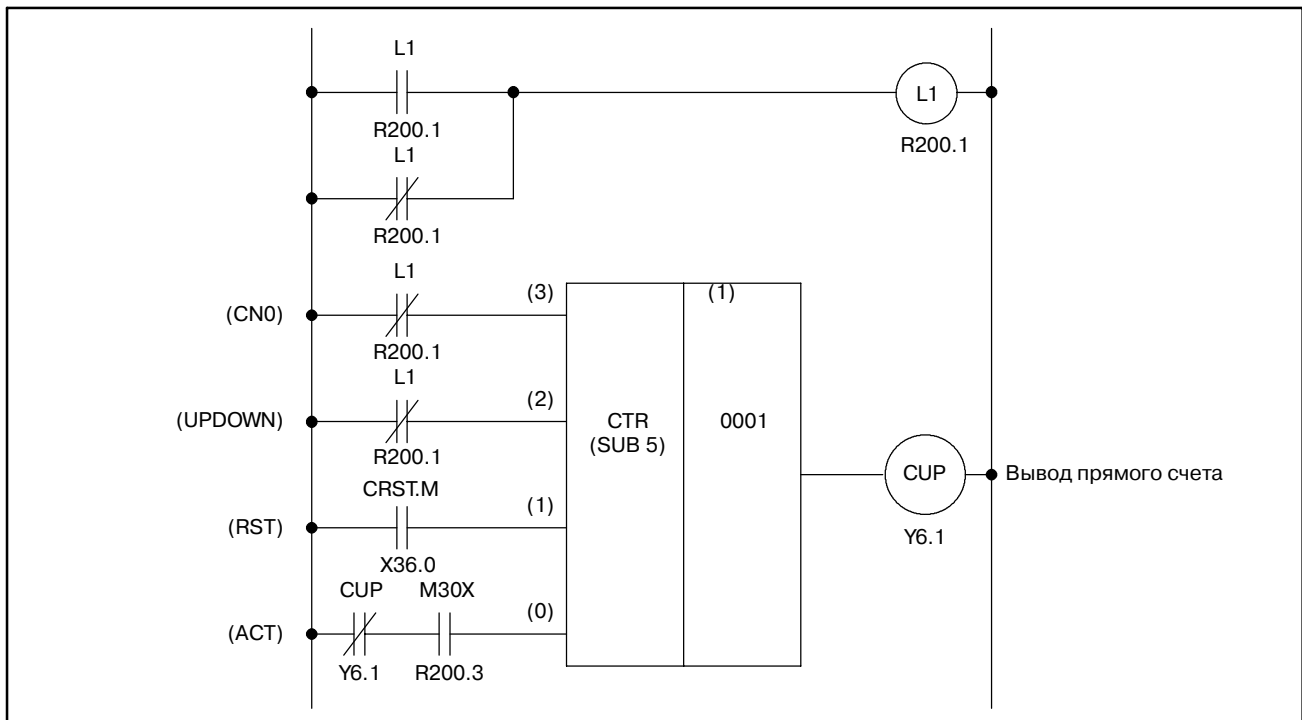 L1
R200.1
L1
R200.1
L1
R200.1
(CN0)
L1
R200.1
(3)
(1)
(UPDOWN)
L1
R200.1
(2)
CTR
(SUB 5)
0001
CUP
Y6.1
Вывод прямого счета
(RST)
CRST.M
X36.0
(1)
(ACT)
CUP
Y6.1
M30X
R200.3
(0)